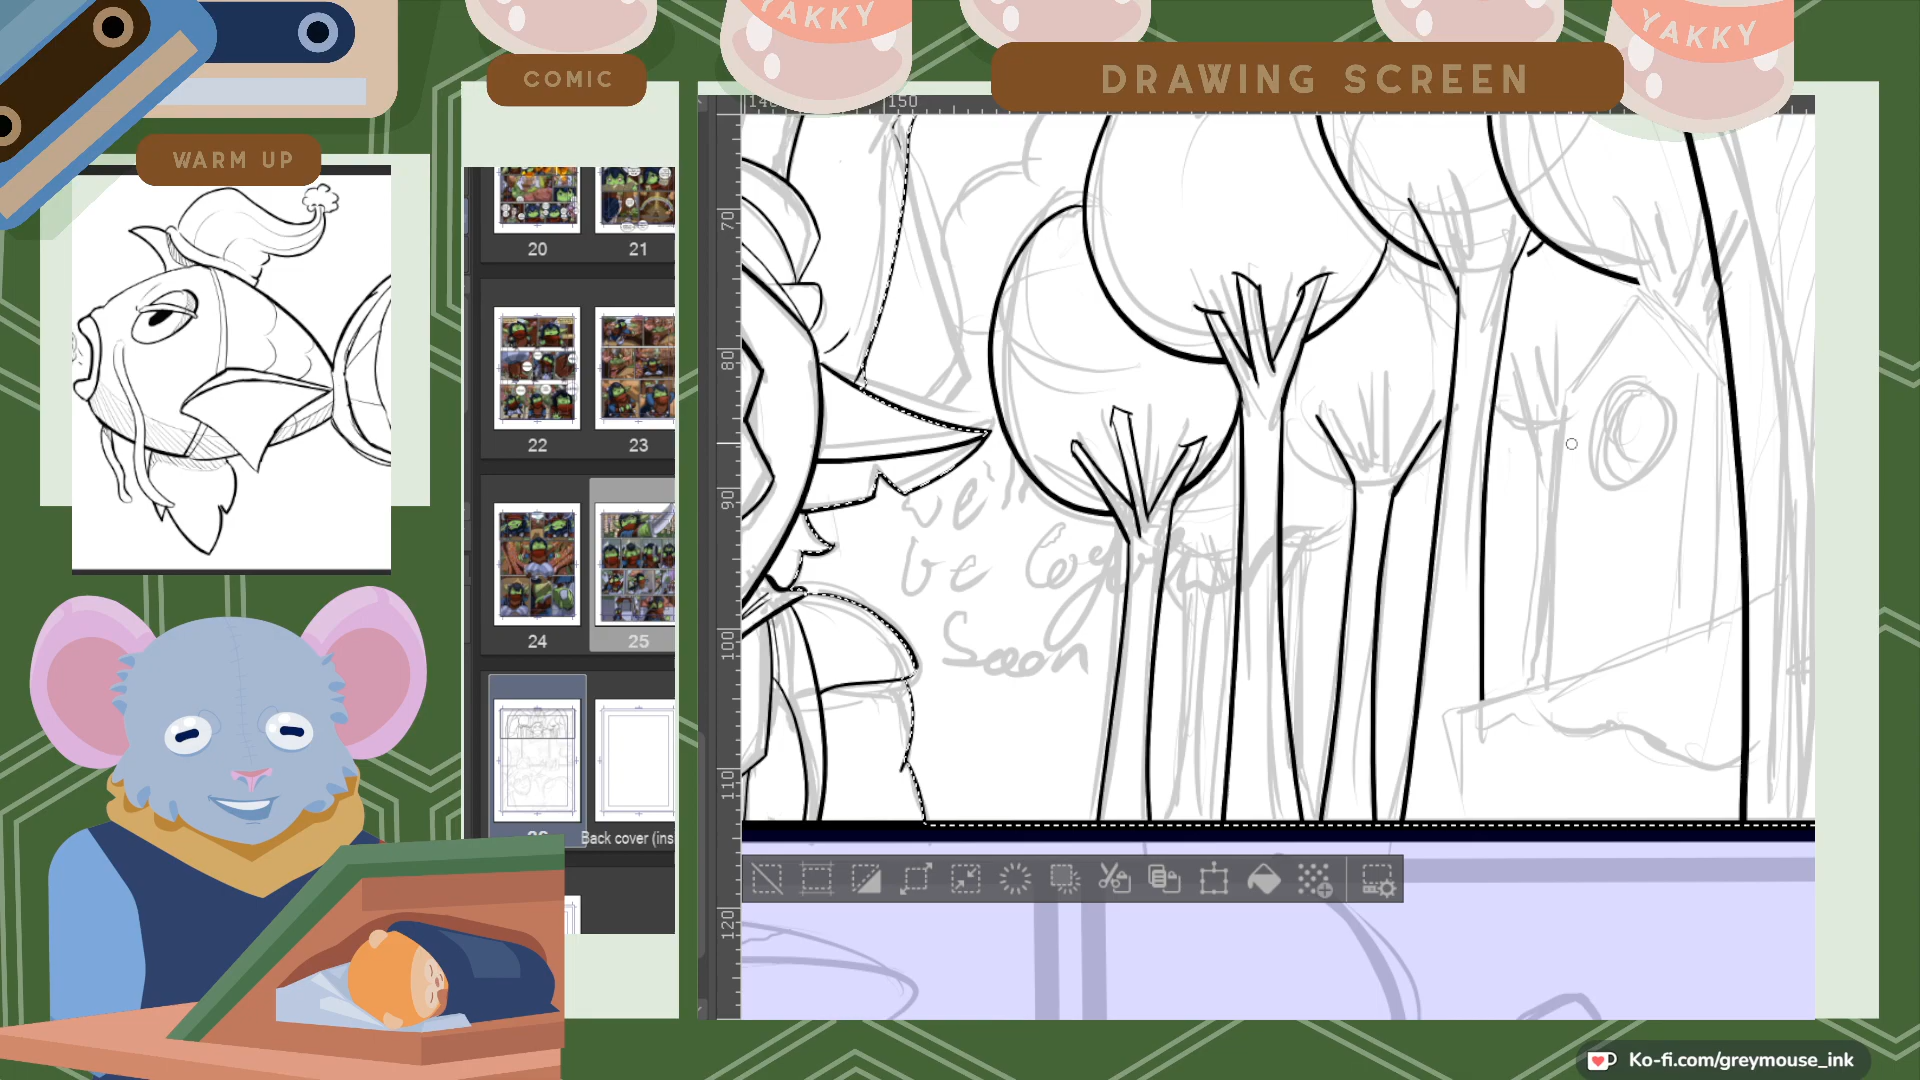 YAKKY
YAKKY
COMIC
DRAWING SCREEN
WARM UP
150
20
21
22
23
24
25
Back cover (ins
70
80
90
100
110
120
we'll
be
Soon
Ko-fi.com/greymouse_ink